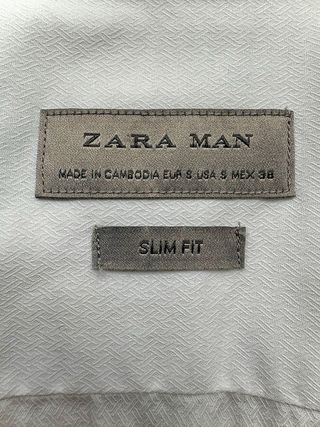 ZARA MAN
MADE IN CAMBODIA EUR S USA S MEX 38
SLIM FIT